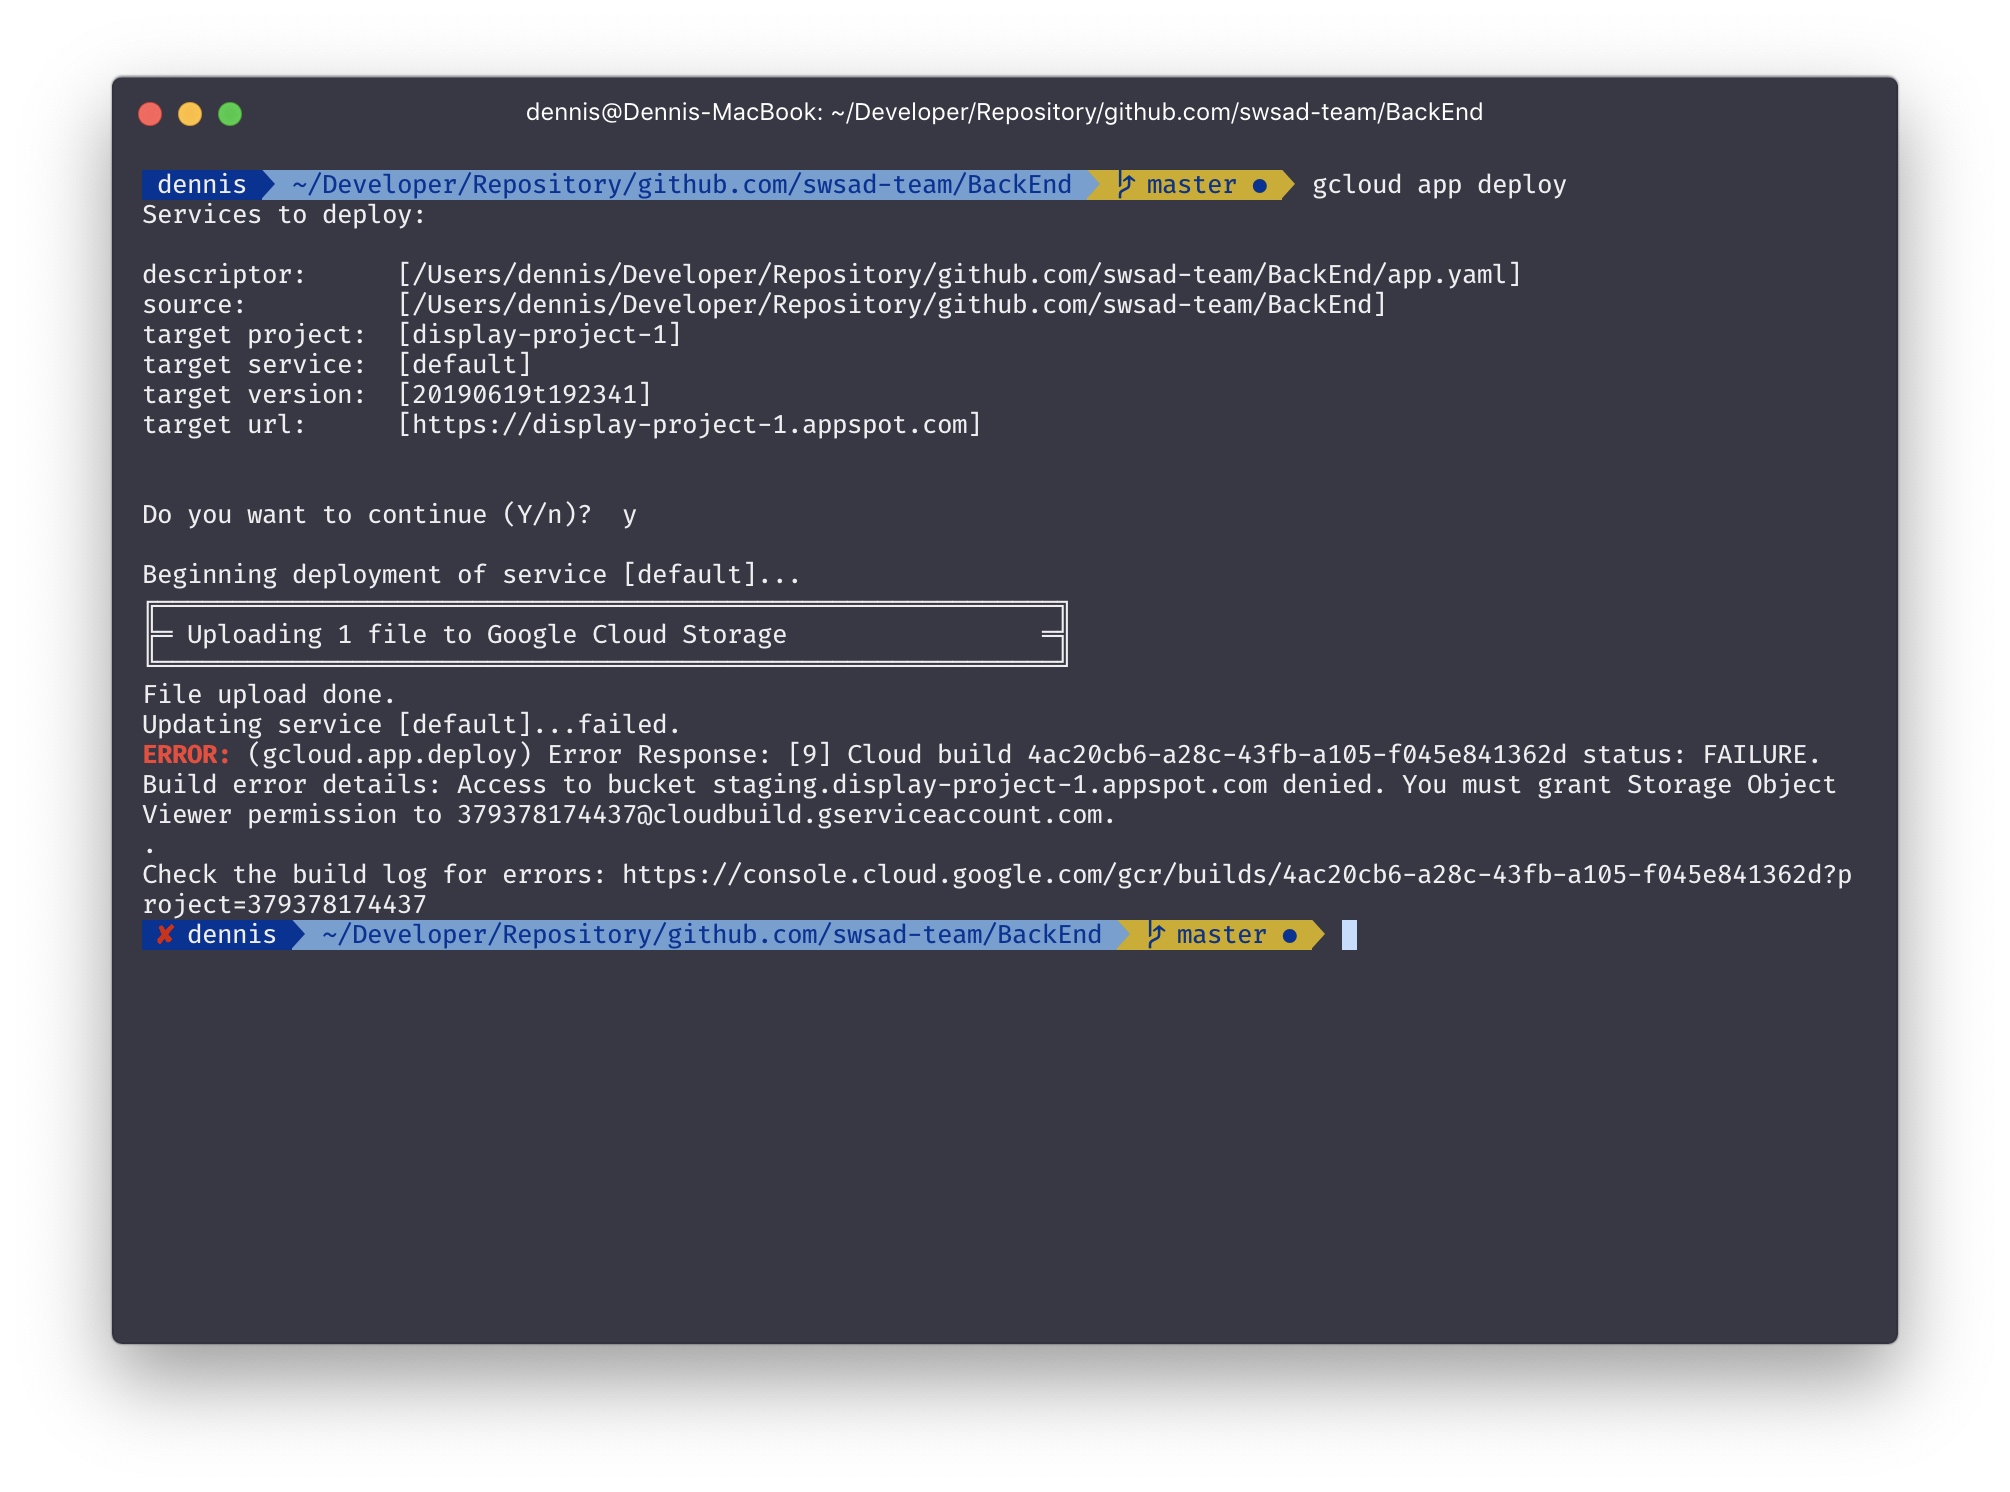 dennis@Dennis-MacBook: ~/Developer/Repository/github.com/swsad-team/BackEnd
dennis ~/Developer/Repository/github.com/swsad-team/BackEnd master ● gcloud app deploy
Services to deploy:
descriptor:      [/Users/dennis/Developer/Repository/github.com/swsad-team/BackEnd/app.yaml]
source:          [/Users/dennis/Developer/Repository/github.com/swsad-team/BackEnd]
target project:  [display-project-1]
target service:  [default]
target version:  [20190619t192341]
target url:      [https://display-project-1.appspot.com]
Do you want to continue (Y/n)?  y
Beginning deployment of service [default]...
Uploading 1 file to Google Cloud Storage
File upload done.
Updating service [default]...failed.
ERROR: (gcloud.app.deploy) Error Response: [9] Cloud build 4ac20cb6-a28c-43fb-a105-f045e841362d status: FAILURE.
Build error details: Access to bucket staging.display-project-1.appspot.com denied. You must grant Storage Object
Viewer permission to 379378174437@cloudbuild.gserviceaccount.com.
.
Check the build log for errors: https://console.cloud.google.com/gcr/builds/4ac20cb6-a28c-43fb-a105-f045e841362d?p
roject=379378174437
✘ dennis ~/Developer/Repository/github.com/swsad-team/BackEnd master ●